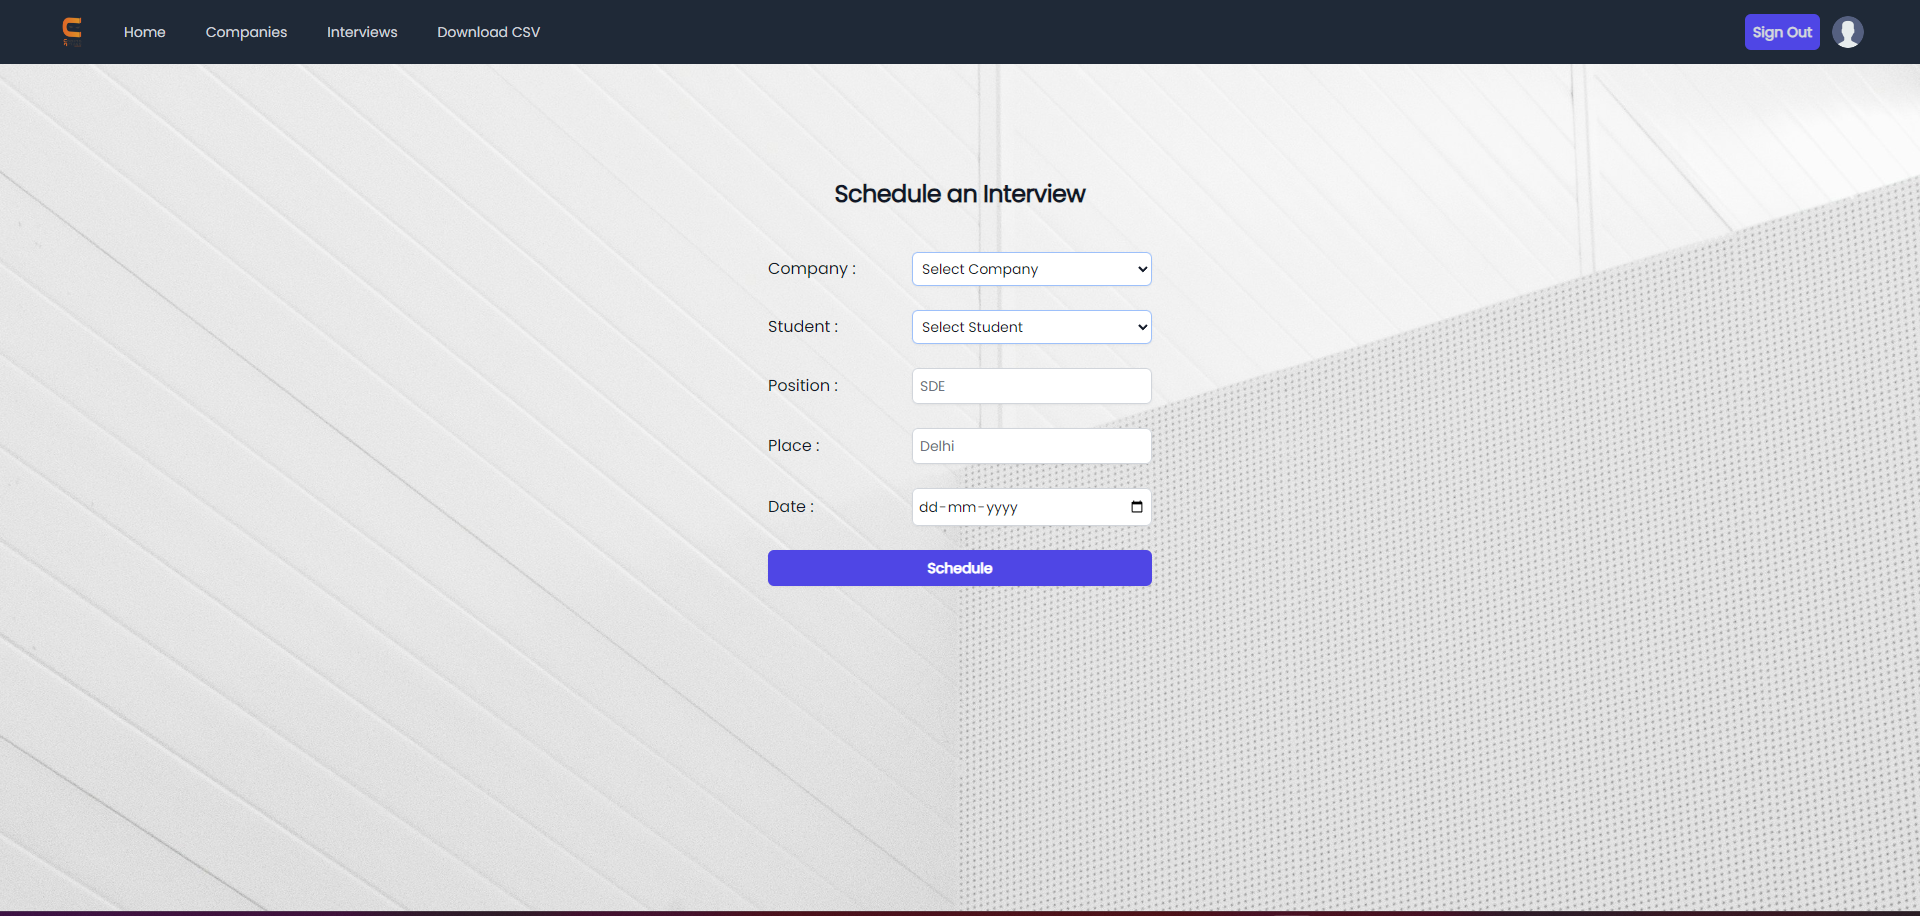 Home Companies Interviews Download CSV Sign Out
Schedule an Interview
Company : Select Company
Student : Select Student
Position : SDE
Place : Delhi
Date : dd-mm-yyyy
Schedule